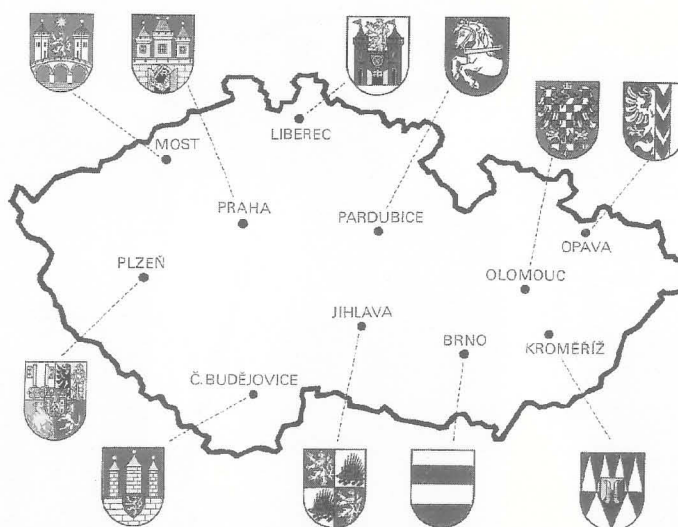 LIBEREC
MOST
PRAHA
PARDUBICE
OPAVA
PLZEŇ
OLOMOUC
JIHLAVA
BRNO
KROMĚŘÍŽ
Č. BUDĚJOVICE